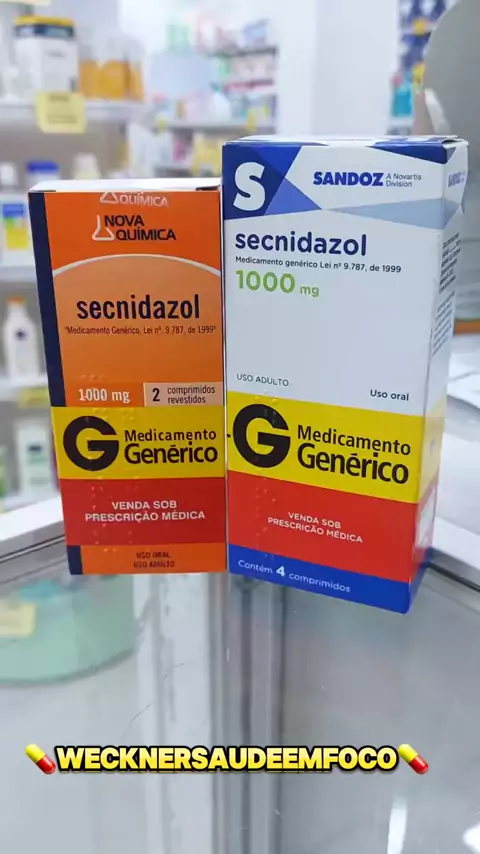 QUÍMICA
NOVA
QUÍMICA
secnidazol
"Medicamento Genérico, Lei nº 9.787, de 1999"
1000 mg
2 comprimidos
revestidos
G Medicamento
Genérico
VENDA SOB
PRESCRIÇÃO MÉDICA
USO ORAL
USO ADULTO
S SANDOZ A Novartis
Division
secnidazol
Medicamento genérico Lei nº 9.787, de 1999
1000 mg
USO ADULTO
Uso oral
G Medicamento
Genérico
VENDA SOB
PRESCRIÇÃO MÉDICA
Contém 4 comprimidos
WECKNERSAUDEEMFOCO